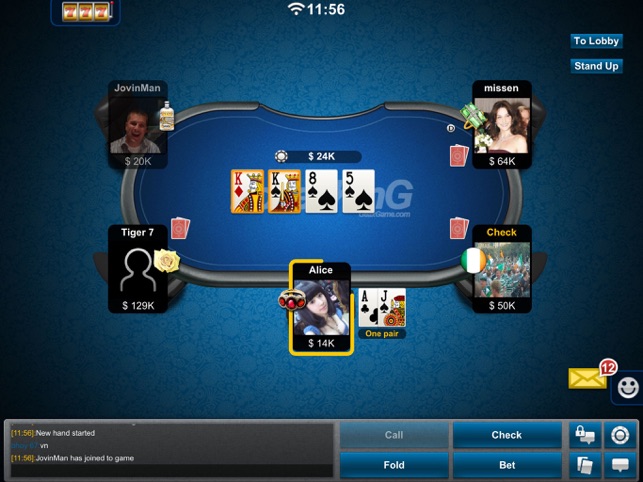 11:56
To Lobby
Stand Up
JovinMan
missen
D
$ 20K
$ 24K
$ 64K
K K 8 5
Tiger 7
Check
$ 129K
$ 50K
Alice
A J
$ 14K
One pair
12
[11:56]:New hand started
vn
[11:56]:JovinMan has joined to game
Call
Check
Fold
Bet